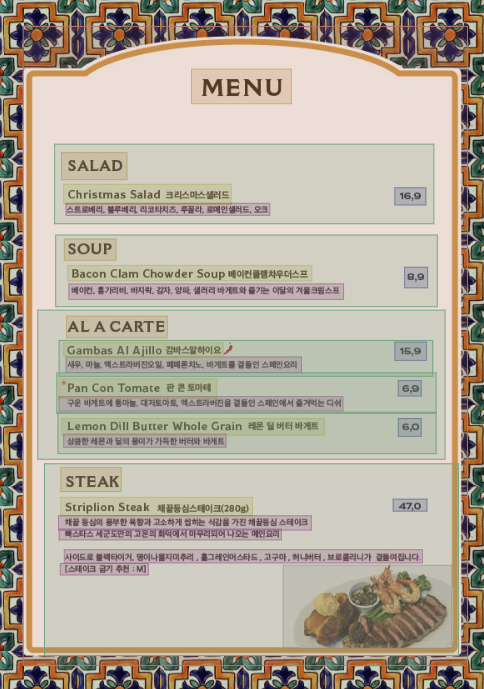 MENU
SALAD
Christmas Salad 크리스마스샐러드 16,9
스트로베리, 블루베리, 리코타치즈, 루꼴라, 로메인샐러드, 오크
SOUP
Bacon Clam Chowder Soup 베이컨클램차우더스프 8,9
베이컨, 홍가리비, 바지락, 감자, 양파, 샐러리 바게트와 즐기는 이달의 겨울크림스프
AL A CARTE
Gambas Al Ajillo 감바스알하이요 15,9
새우, 마늘, 엑스트라버진오일, 페페론치노, 바게트를 곁들인 스페인요리
*Pan Con Tomate 판 콘 토마테 6,9
구운 바게트에 통마늘, 대저토마토, 엑스트라버진을 곁들인 스페인에서 즐겨먹는 디쉬
Lemon Dill Butter Whole Grain 레몬 딜 버터 바게트 6,0
상큼한 레몬과 딜의 풍미가 가득한 버터와 바게트
STEAK
Striplion Steak 채끝등심스테이크(280g) 47,0
채끝 등심의 풍부한 육향과 고소하게 씹히는 식감을 가진 채끝등심 스테이크
빠스타스 세군도만의 고온의 화덕에서 마무리되어 나오는 메인요리
사이드로 블랙타이거, 명이나물지미추리, 홀그레인머스타드, 고구마, 허니버터, 브로콜리니가 곁들여집니다.
[스테이크 굽기 추천 : M]